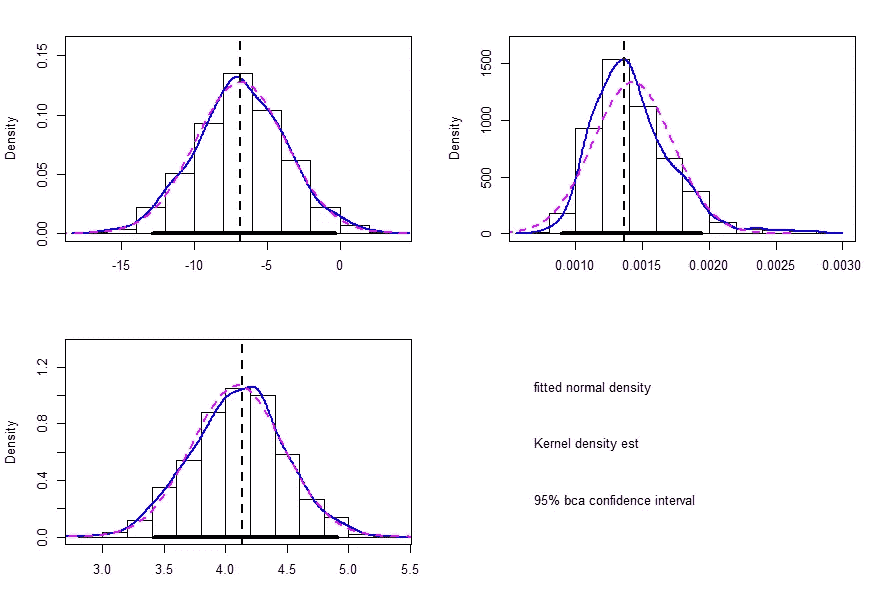 Density
0.00 0.05 0.10 0.15
-15 -10 -5 0
Density
0 500 1000 1500
0.0010 0.0015 0.0020 0.0025 0.0030
Density
0.0 0.4 0.8 1.2
3.0 3.5 4.0 4.5 5.0 5.5
fitted normal density
Kernel density est
95% bca confidence interval